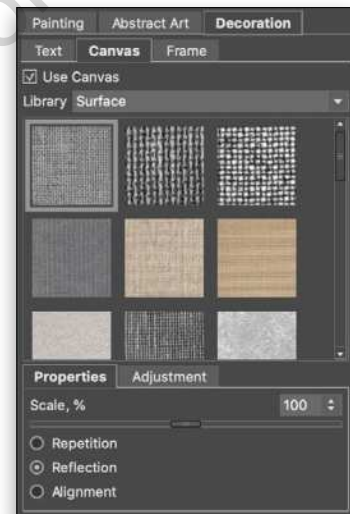 Painting Abstract Art Decoration
Text Canvas Frame
Use Canvas
Library Surface
Properties Adjustment
Scale, % 100
Repetition
Reflection
Alignment